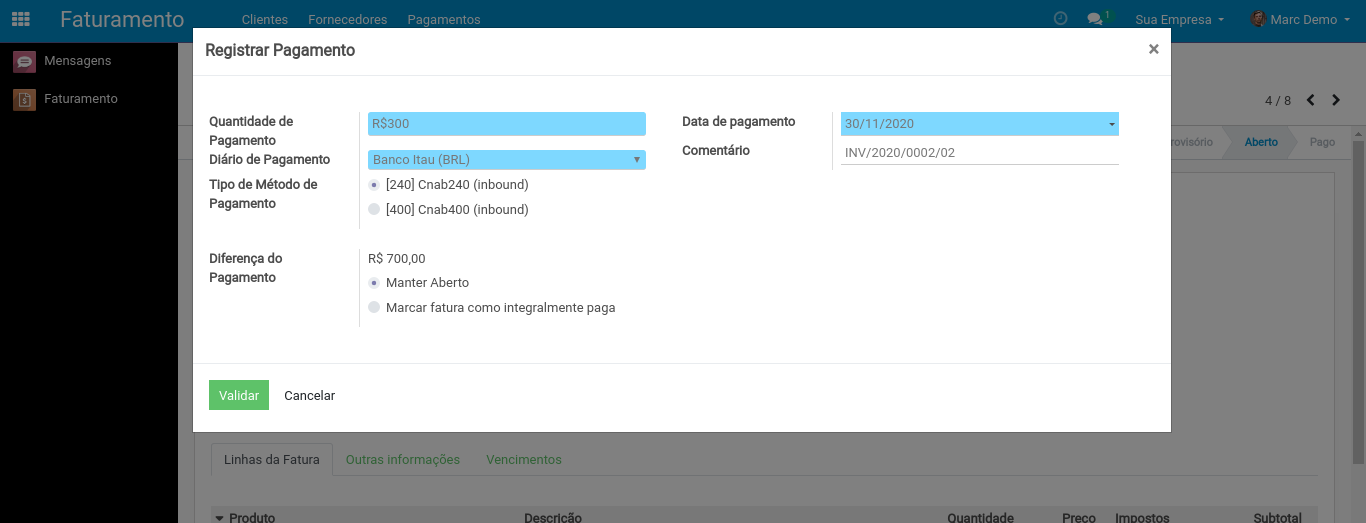 Faturamento Clientes Fornecedores Pagamentos 1 Sua Empresa Marc Demo
Mensagens
Faturamento
Registrar Pagamento ×
4 / 8
Quantidade de Pagamento R$300
Diário de Pagamento Banco Itau (BRL)
Tipo de Método de Pagamento
[240] Cnab240 (inbound)
[400] Cnab400 (inbound)
Data de pagamento 30/11/2020
Comentário INV/2020/0002/02
Diferença do Pagamento R$ 700,00
Manter Aberto
Marcar fatura como integralmente paga
Validar Cancelar
rovisório Aberto Pago
Linhas da Fatura Outras informações Vencimentos
Produto Descrição Quantidade Preço Impostos Subtotal